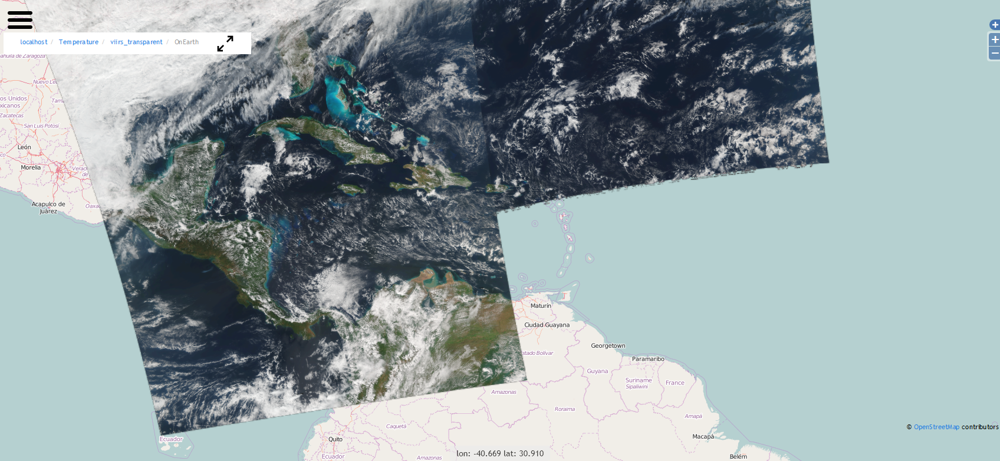 localhost / Temperature / viirs_transparent / OnEarth
ahuila de Zaragoza
Nuevo Le
os Unidos
xicanos
Tam
Zacatecas
San Luis Potosí
León
co
Morelia
Verac
de
Acapulco de
Juárez
Oaxa
Maturín
Ciudad Guayana
Georgetown
Estado Bolívar
Paramaribo
Guyana
Suriname
Sipaliwini
France
Amazonas
Roraima
Amapá
Caquetá
© OpenStreetMap contributors
Ecuador
Quito
Macapá
lon: -40.669 lat: 30.910
Ecuador
Amazonas
Belém